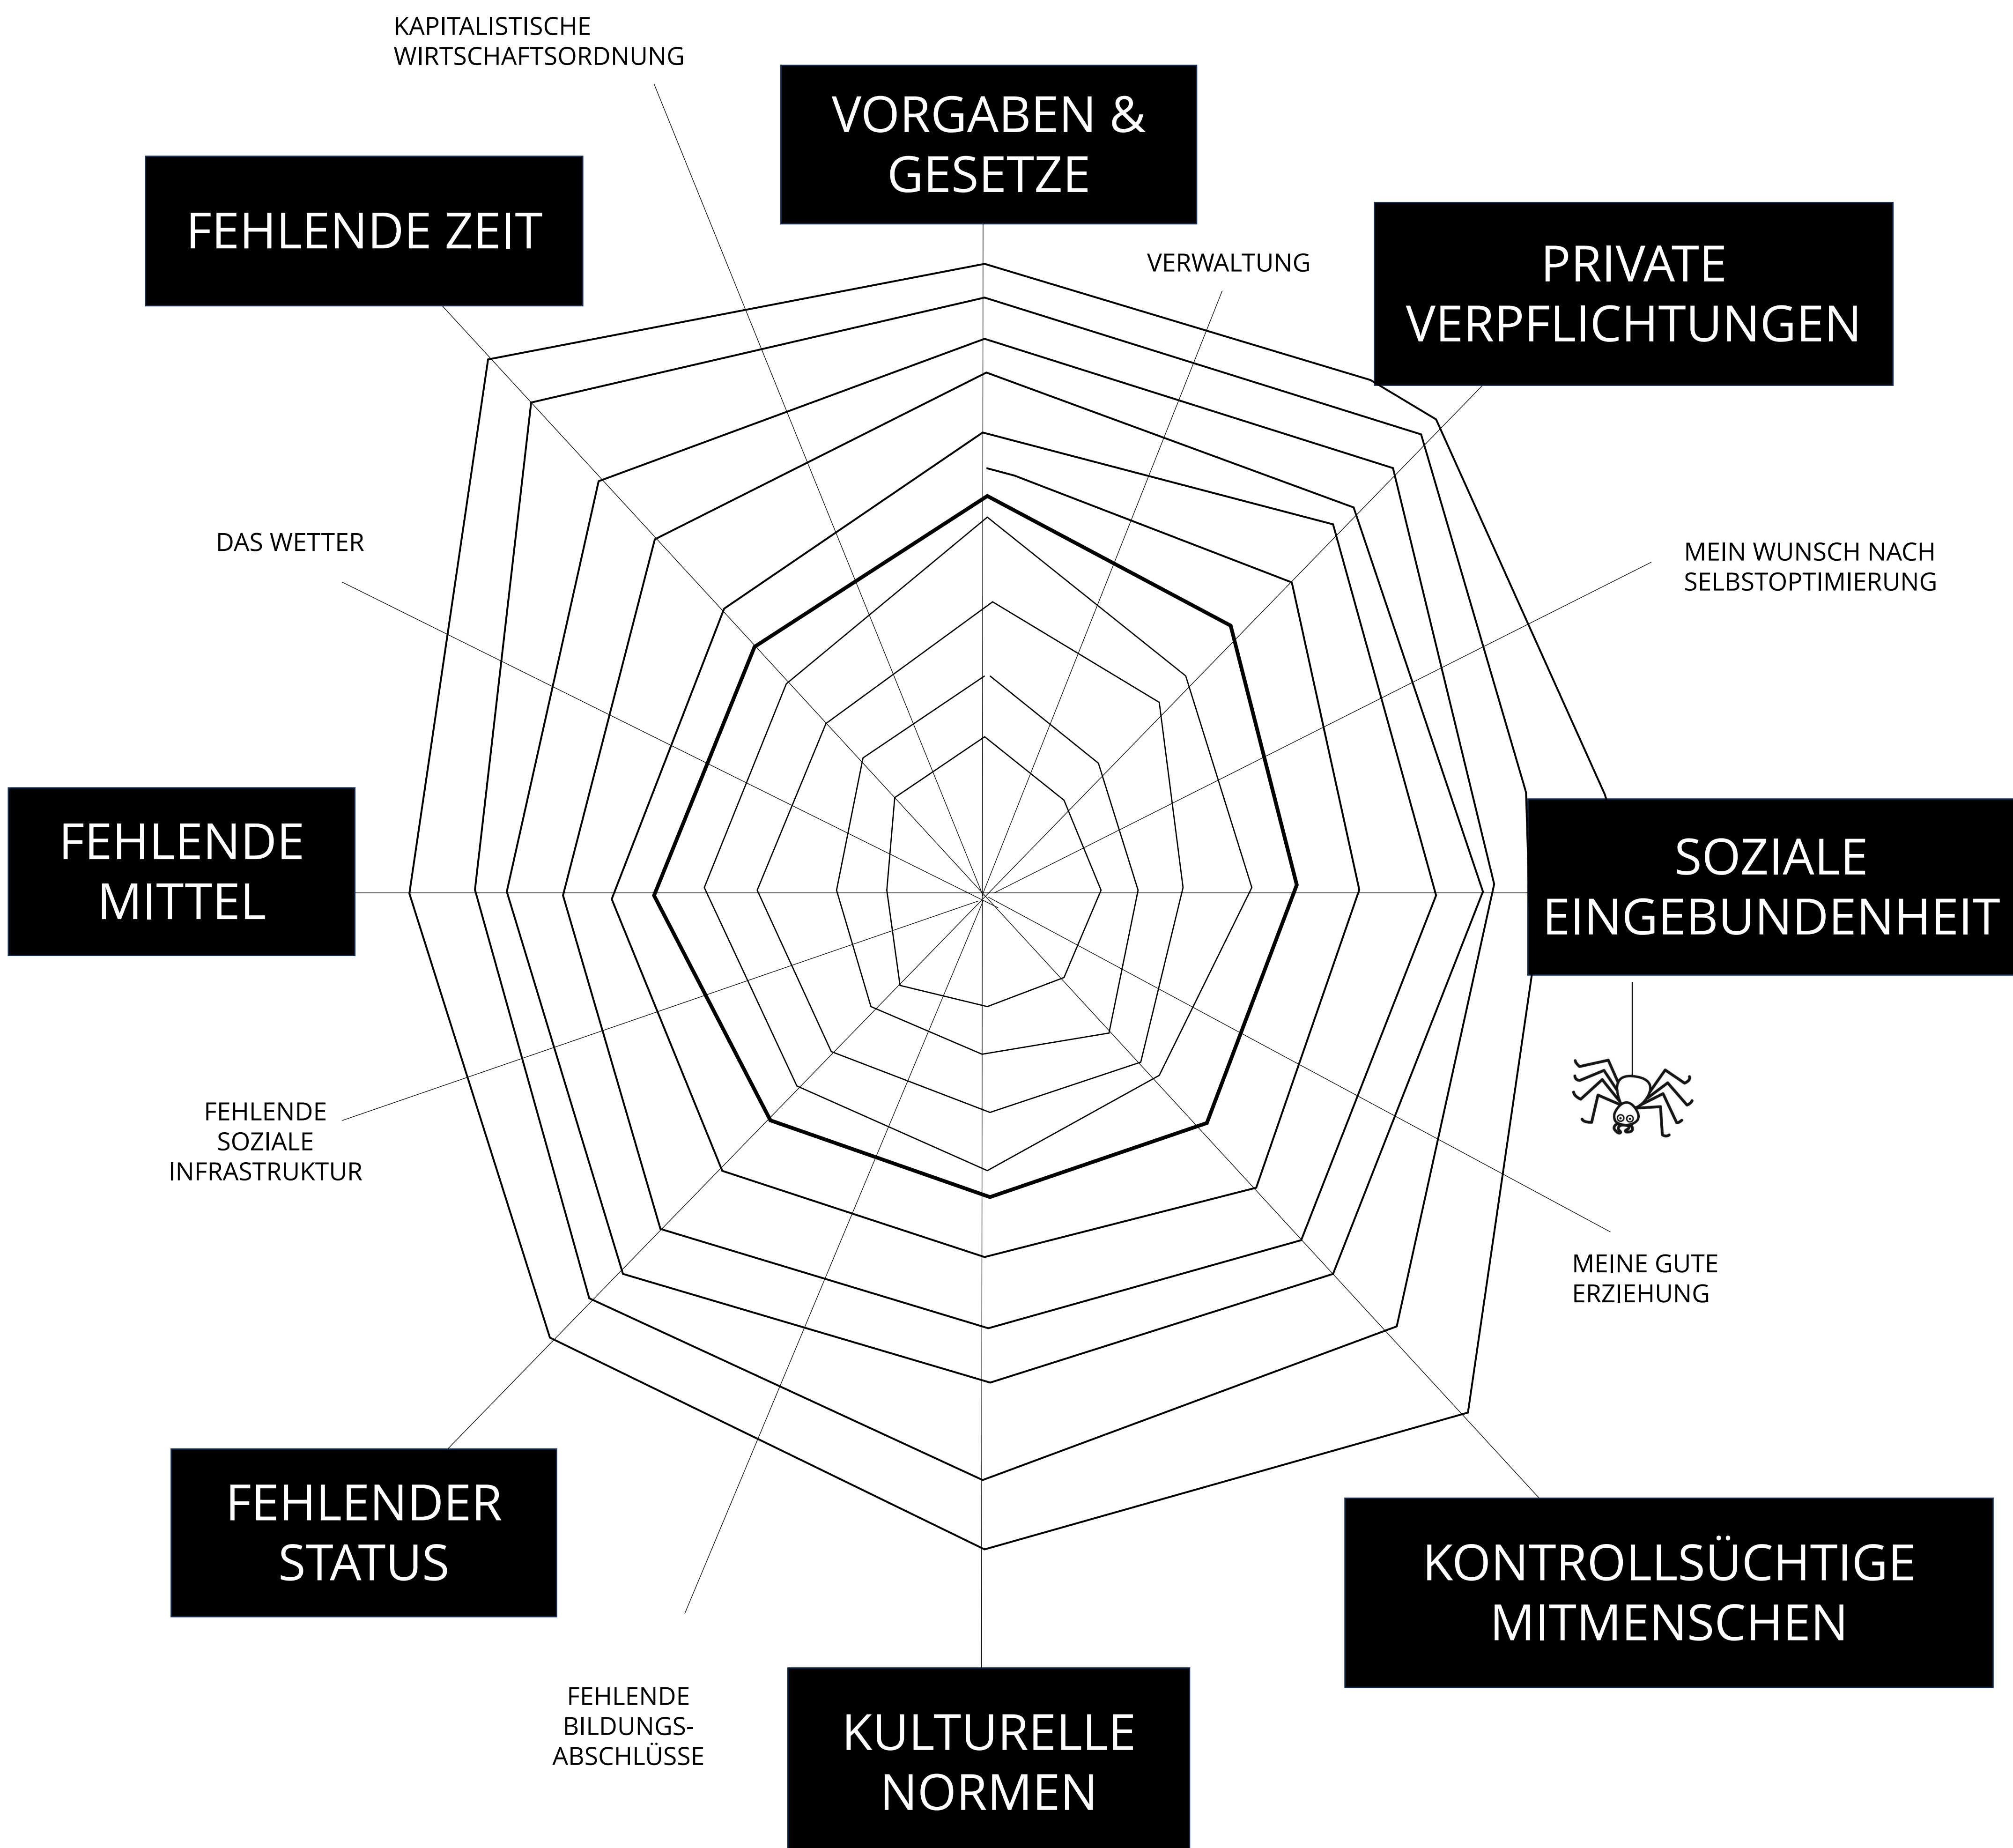 KAPITALISTISCHE
WIRTSCHAFTSORDNUNG
VORGABEN &
GESETZE
FEHLENDE ZEIT
PRIVATE
VERPFLICHTUNGEN
VERWALTUNG
DAS WETTER
MEIN WUNSCH NACH
SELBSTOPTIMIERUNG
FEHLENDE
MITTEL
SOZIALE
EINGEBUNDENHEIT
FEHLENDE
SOZIALE
INFRASTRUKTUR
MEINE GUTE
ERZIEHUNG
FEHLENDER
STATUS
KONTROLLSÜCHTIGE
MITMENSCHEN
FEHLENDE
BILDUNGS-
ABSCHLÜSSE
KULTURELLE
NORMEN